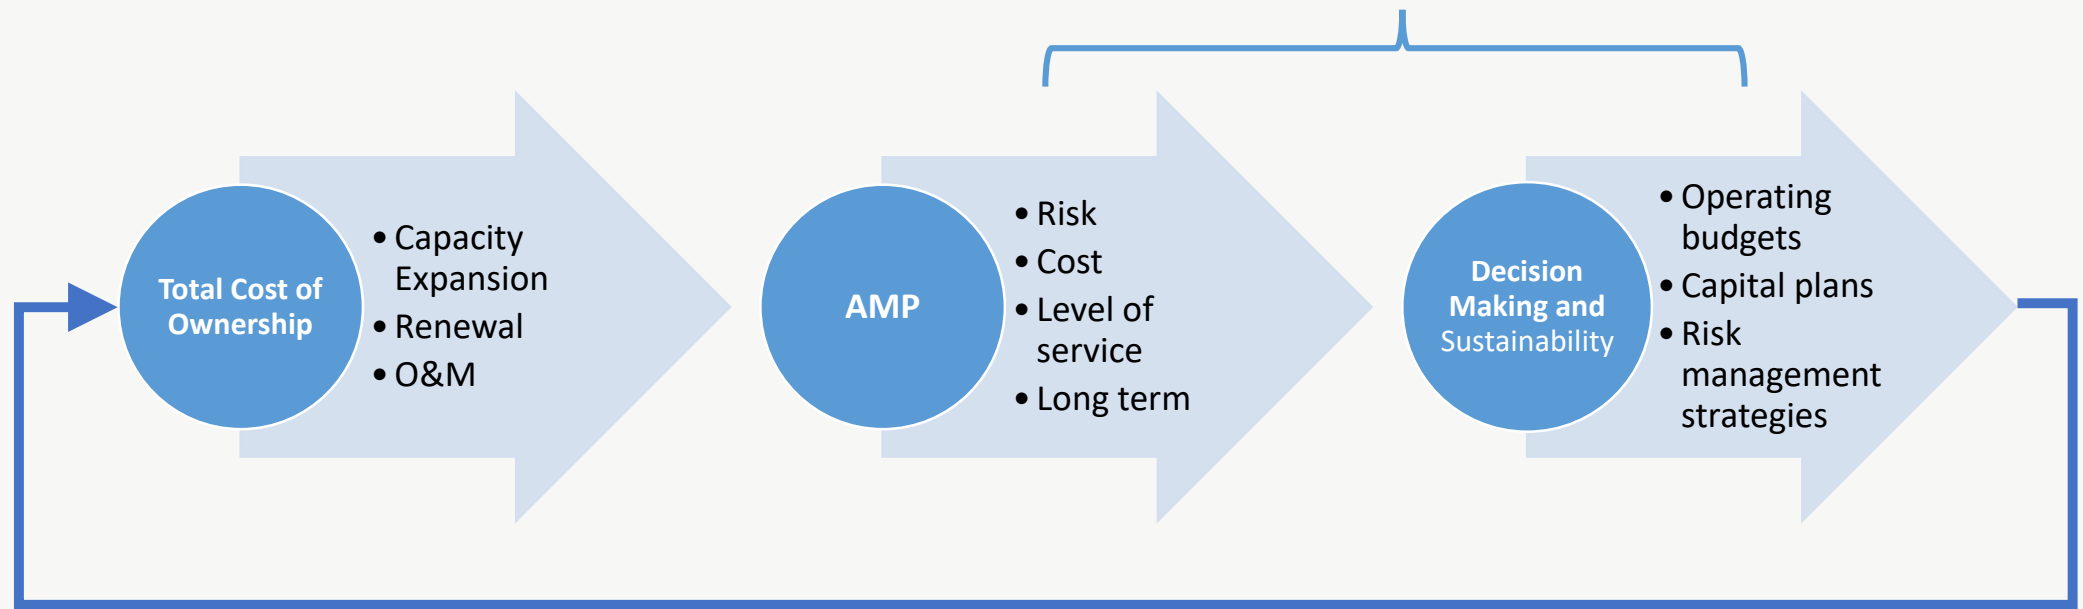 Total Cost of
Ownership
• Capacity
Expansion
• Renewal
• O&M
AMP
• Risk
• Cost
• Level of
service
• Long term
Decision
Making and
Sustainability
• Operating
budgets
• Capital plans
• Risk
management
strategies